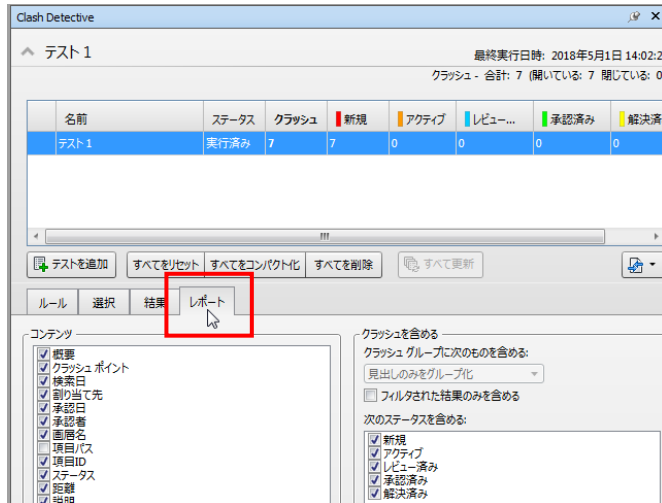 Clash Detective
テスト 1
最終実行日時: 2018年5月1日 14:02:2
クラッシュ - 合計: 7 (開いている: 7 閉じている: 0
名前 ステータス クラッシュ 新規 アクティブ レビュー... 承認済み 解決済
テスト 1 実行済み 7 7 0 0 0 0
テストを追加 すべてをリセット すべてをコンパクト化 すべてを削除 すべて更新
ルール 選択 結果 レポート
コンテンツ
概要
クラッシュ ポイント
検索日
割り当て先
承認日
承認者
画層名
項目パス
項目ID
ステータス
距離
説明
クラッシュを含める
クラッシュ グループに次のものを含める:
見出しのみをグループ化
フィルタされた結果のみを含める
次のステータスを含める:
新規
アクティブ
レビュー済み
承認済み
解決済み